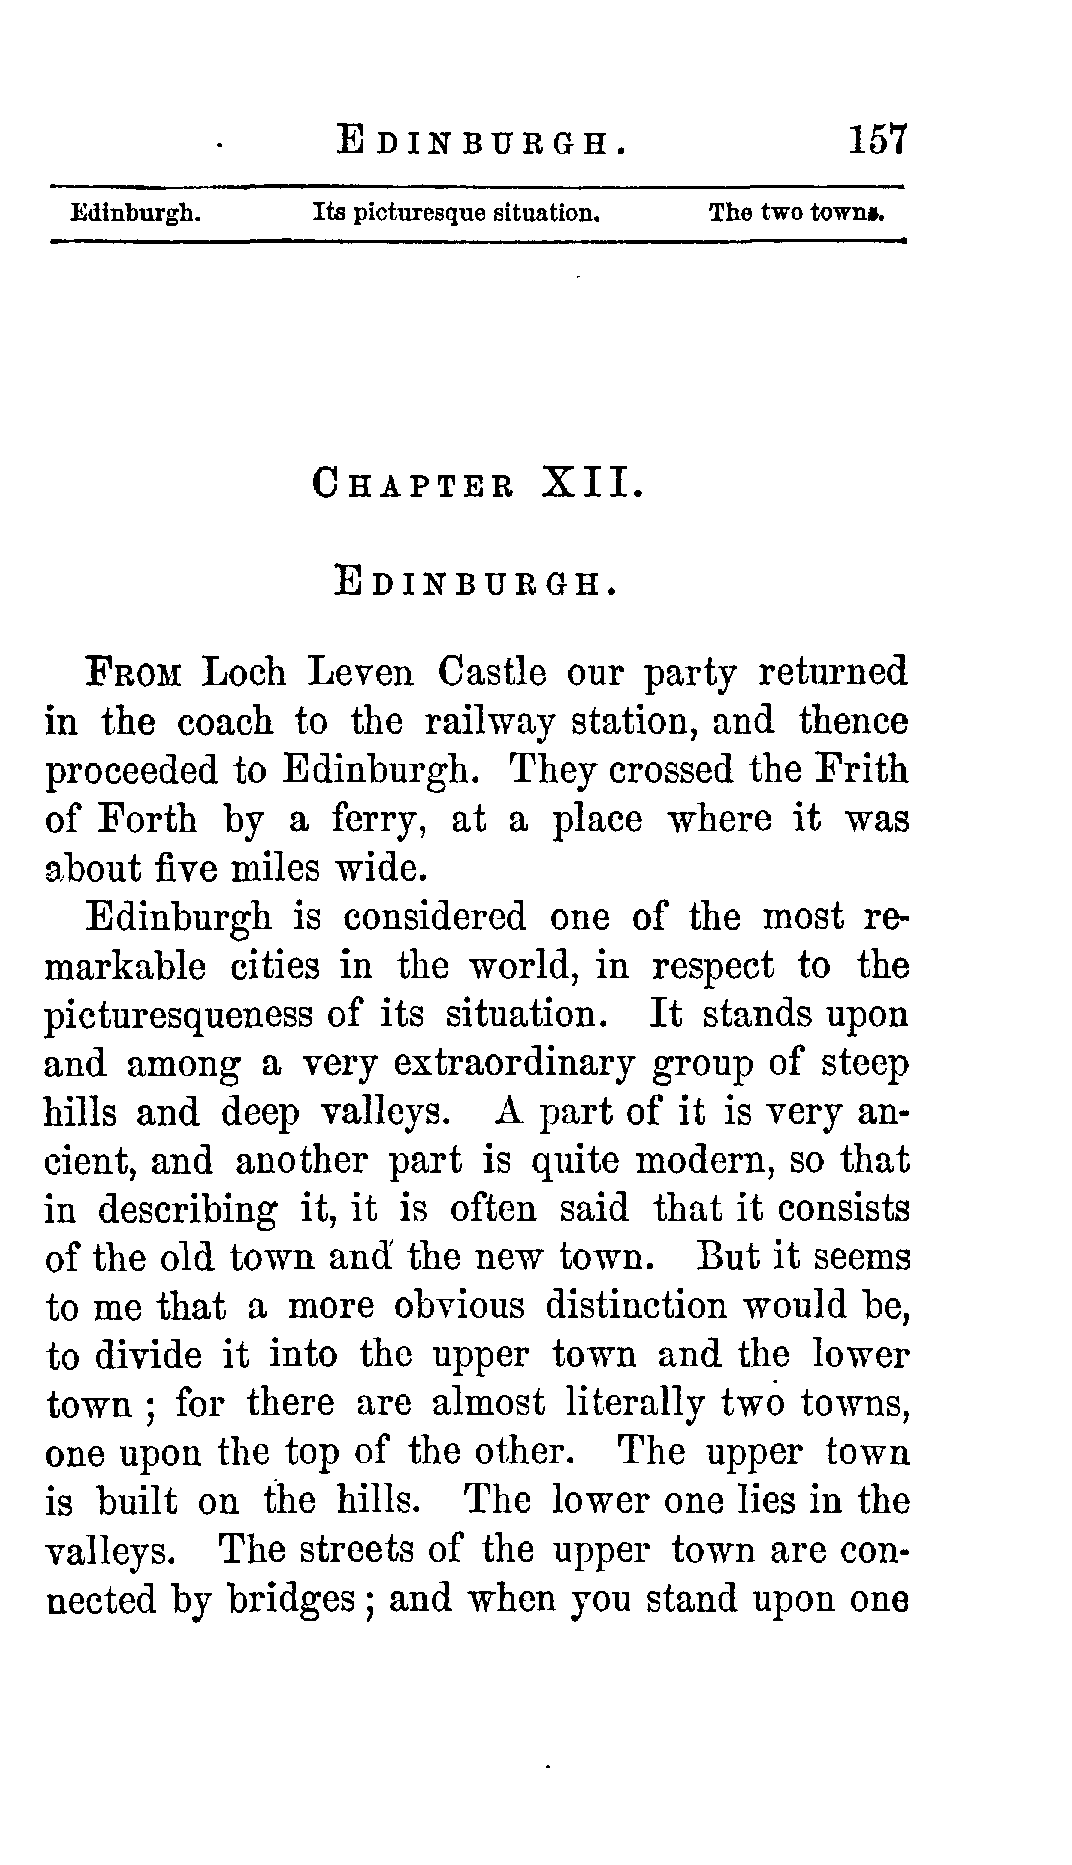 EDINBURGH. 157
Edinburgh. Its picturesque situation. The two towns.
CHAPTER XII.
EDINBURGH.
FROM Loch Leven Castle our party returned
in the coach to the railway station, and thence
proceeded to Edinburgh. They crossed the Frith
of Forth by a ferry, at a place where it was
about five miles wide.
Edinburgh is considered one of the most re-
markable cities in the world, in respect to the
picturesqueness of its situation. It stands upon
and among a very extraordinary group of steep
hills and deep valleys. A part of it is very an-
cient, and another part is quite modern, so that
in describing it, it is often said that it consists
of the old town and the new town. But it seems
to me that a more obvious distinction would be,
to divide it into the upper town and the lower
town ; for there are almost literally two towns,
one upon the top of the other. The upper town
is built on the hills. The lower one lies in the
valleys. The streets of the upper town are con-
nected by bridges ; and when you stand upon one